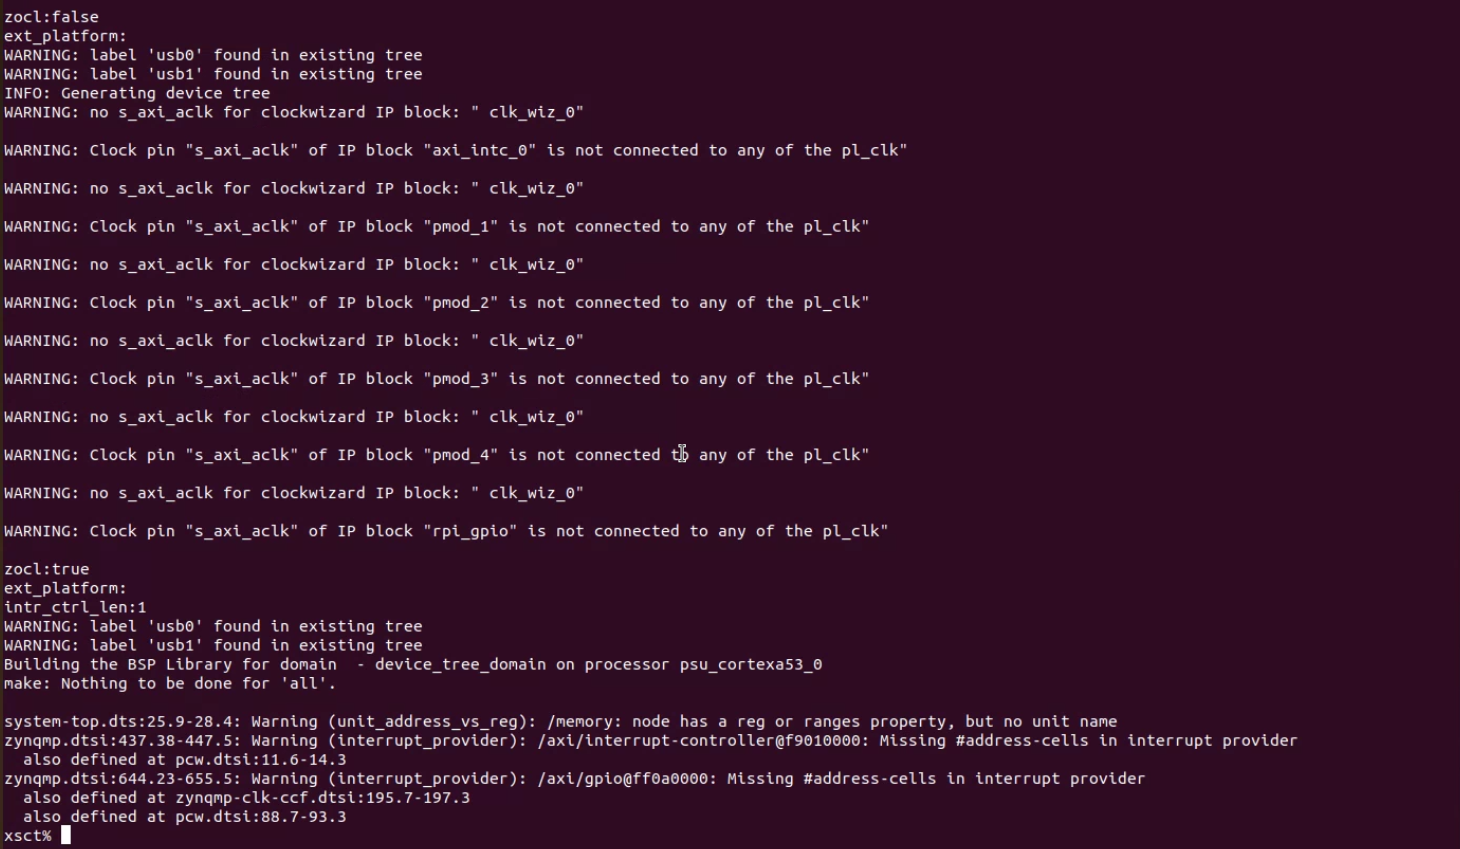 zocl:false
ext_platform:
WARNING: label 'usb0' found in existing tree
WARNING: label 'usb1' found in existing tree
INFO: Generating device tree
WARNING: no s_axi_aclk for clockwizard IP block: " clk_wiz_0"
WARNING: Clock pin "s_axi_aclk" of IP block "axi_intc_0" is not connected to any of the pl_clk"
WARNING: no s_axi_aclk for clockwizard IP block: " clk_wiz_0"
WARNING: Clock pin "s_axi_aclk" of IP block "pmod_1" is not connected to any of the pl_clk"
WARNING: no s_axi_aclk for clockwizard IP block: " clk_wiz_0"
WARNING: Clock pin "s_axi_aclk" of IP block "pmod_2" is not connected to any of the pl_clk"
WARNING: no s_axi_aclk for clockwizard IP block: " clk_wiz_0"
WARNING: Clock pin "s_axi_aclk" of IP block "pmod_3" is not connected to any of the pl_clk"
WARNING: no s_axi_aclk for clockwizard IP block: " clk_wiz_0"
WARNING: Clock pin "s_axi_aclk" of IP block "pmod_4" is not connected to any of the pl_clk"
WARNING: no s_axi_aclk for clockwizard IP block: " clk_wiz_0"
WARNING: Clock pin "s_axi_aclk" of IP block "rpi_gpio" is not connected to any of the pl_clk"
zocl:true
ext_platform:
intr_ctrl_len:1
WARNING: label 'usb0' found in existing tree
WARNING: label 'usb1' found in existing tree
Building the BSP Library for domain  - device_tree_domain on processor psu_cortexa53_0
make: Nothing to be done for 'all'.
system-top.dts:25.9-28.4: Warning (unit_address_vs_reg): /memory: node has a reg or ranges property, but no unit name
zynqmp.dtsi:437.38-447.5: Warning (interrupt_provider): /axi/interrupt-controller@f9010000: Missing #address-cells in interrupt provider
  also defined at pcw.dtsi:11.6-14.3
zynqmp.dtsi:644.23-655.5: Warning (interrupt_provider): /axi/gpio@ff0a0000: Missing #address-cells in interrupt provider
  also defined at zynqmp-clk-ccf.dtsi:195.7-197.3
  also defined at pcw.dtsi:88.7-93.3
xsct%